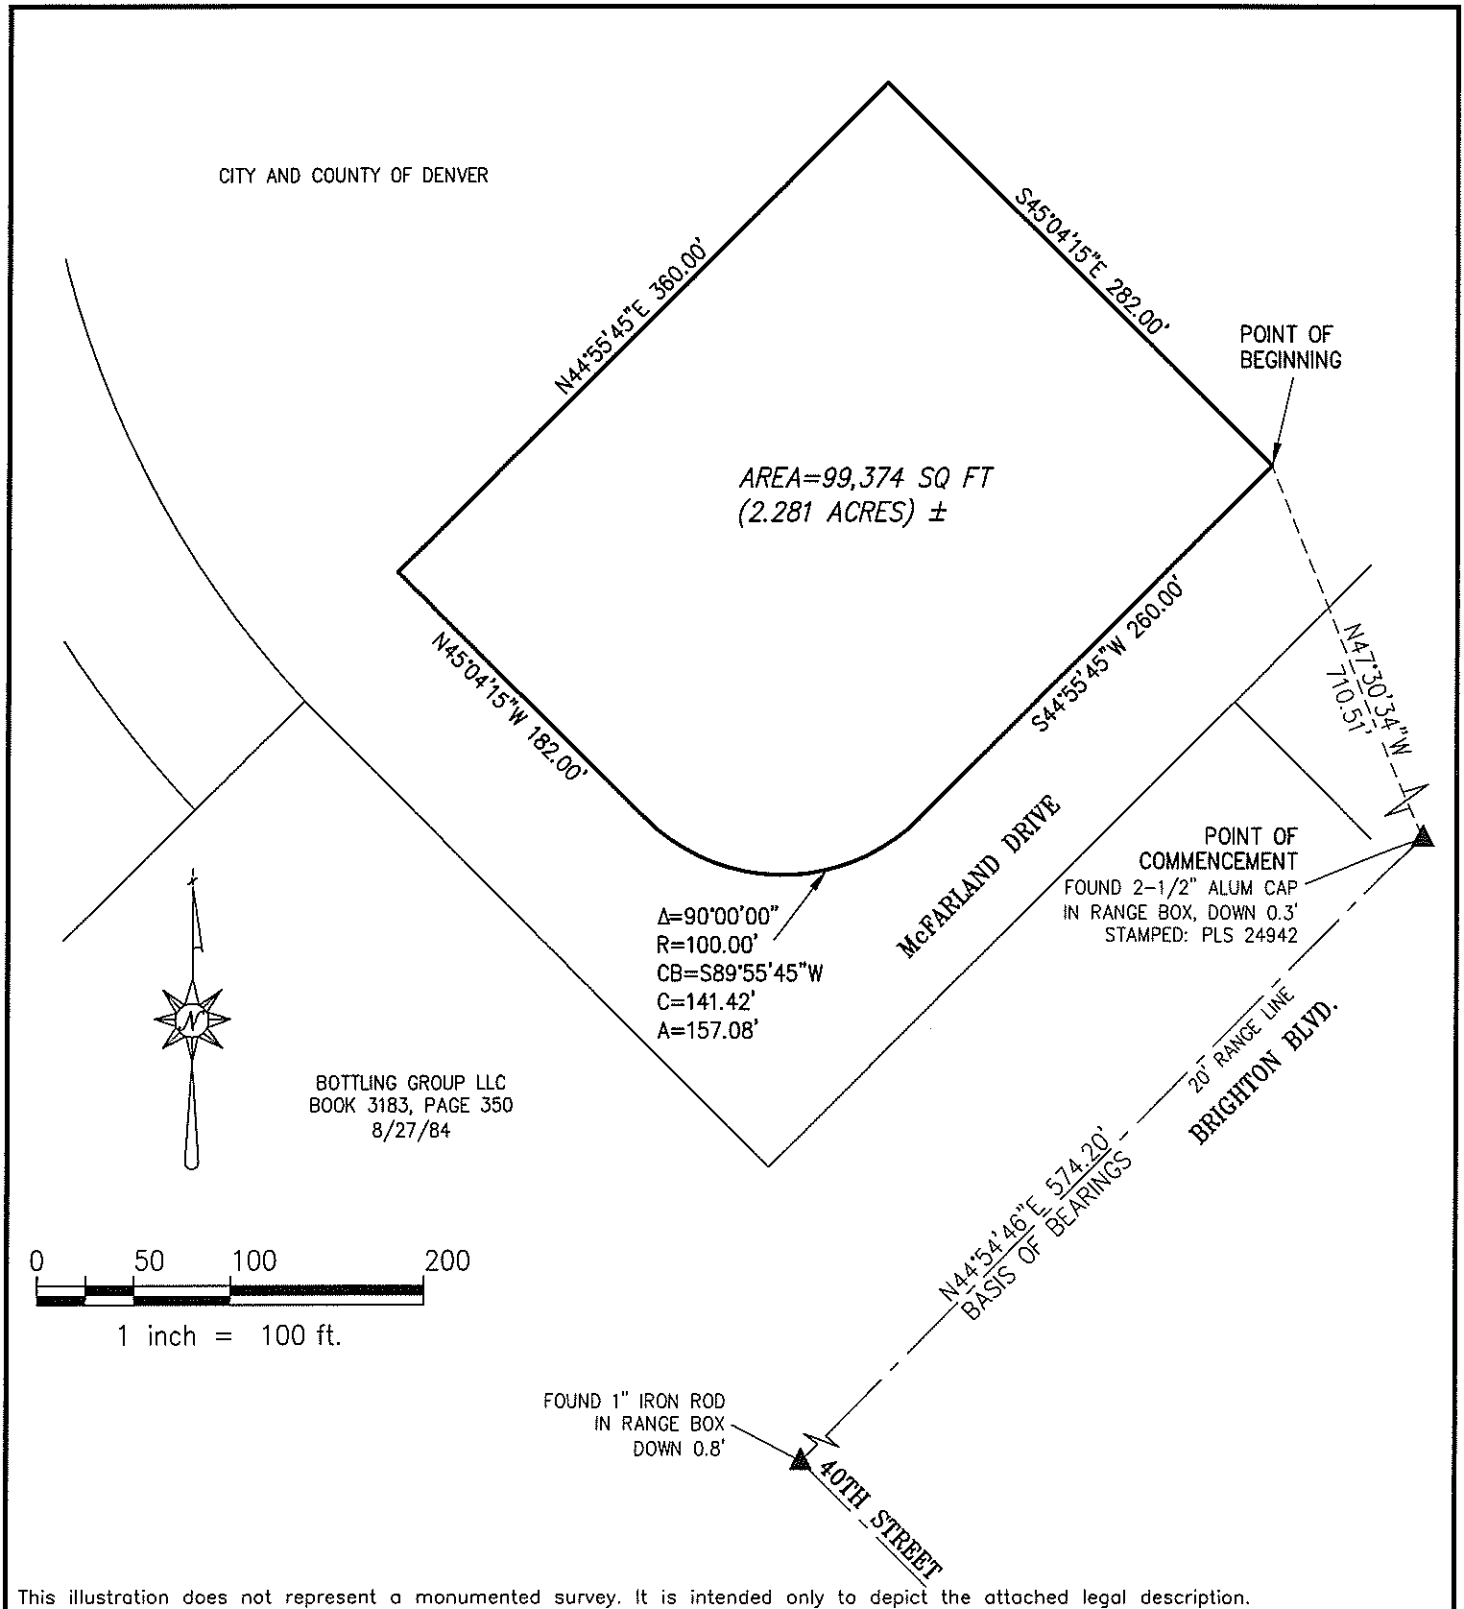 CITY AND COUNTY OF DENVER
S45°04'15"E 282.00'
N44°55'45"E 360.00'
POINT OF
BEGINNING
AREA=99,374 SQ FT
(2.281 ACRES) ±
N45°04'15"W 182.00'
S44°55'45"W 260.00'
N47°30'34"W
710.51'
McFARLAND DRIVE
POINT OF
COMMENCEMENT
FOUND 2-1/2" ALUM CAP
IN RANGE BOX, DOWN 0.3'
STAMPED: PLS 24942
Δ=90°00'00"
R=100.00'
CB=S89°55'45"W
C=141.42'
A=157.08'
N
20' RANGE LINE
BRIGHTON BLVD.
BOTTLING GROUP LLC
BOOK 3183, PAGE 350
8/27/84
N44°54'46"E 574.20'
BASIS OF BEARINGS
0 50 100 200
1 inch = 100 ft.
FOUND 1" IRON ROD
IN RANGE BOX
DOWN 0.8'
40TH STREET
This illustration does not represent a monumented survey. It is intended only to depict the attached legal description.